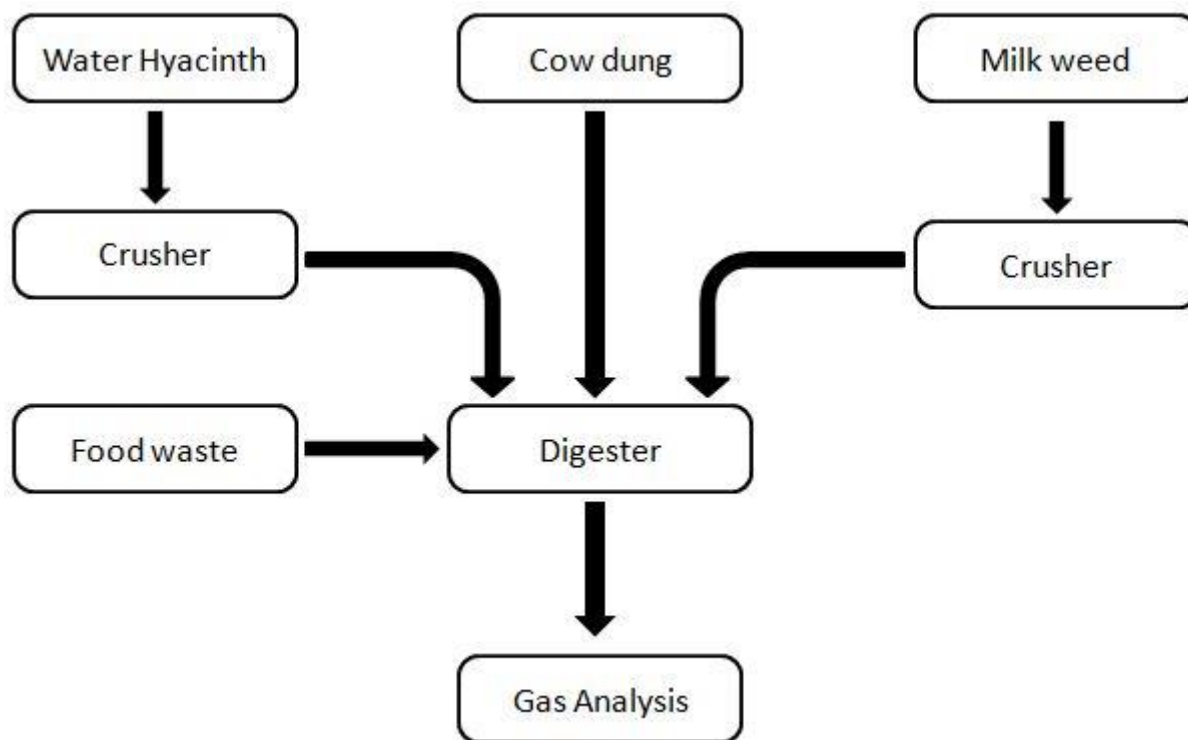 Water Hyacinth
Cow dung
Milk weed
Crusher
Crusher
Food waste
Digester
Gas Analysis